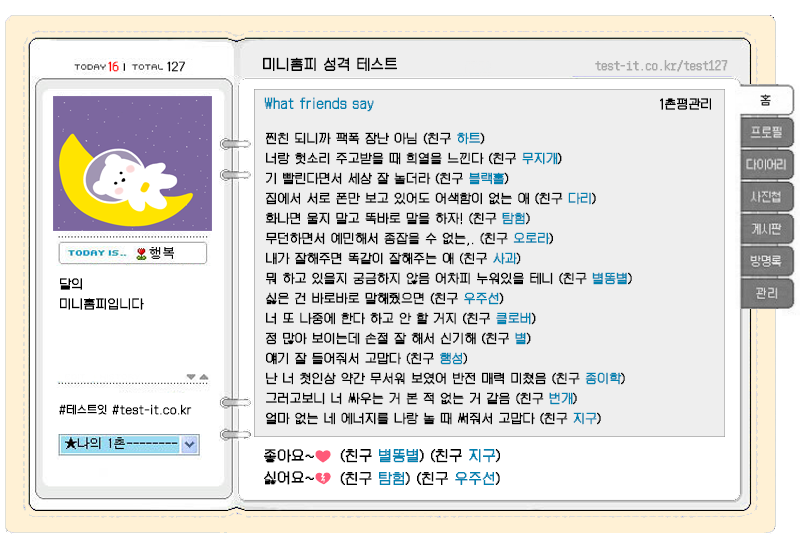 TODAY 16 | TOTAL 127
미니홈피 성격 테스트
test-it.co.kr/test127
What friends say
1촌평관리
찐친 되니까 팩폭 장난 아님 (친구 하트)
너랑 헛소리 주고받을 때 희열을 느낀다 (친구 무지개)
기 빨린다면서 세상 잘 놀더라 (친구 블랙홀)
집에서 서로 폰만 보고 있어도 어색함이 없는 애 (친구 다리)
화나면 울지 말고 똑바로 말을 하자! (친구 탐험)
무던하면서 예민해서 종잡을 수 없는,. (친구 오로라)
내가 잘해주면 똑같이 잘해주는 얘 (친구 사과)
뭐 하고 있을지 궁금하지 않음 어차피 누워있을 테니 (친구 별똥별)
싫은 건 바로바로 말해줬으면 (친구 우주선)
너 또 나중에 한다 하고 안 할 거지 (친구 클로버)
정 많아 보이는데 손절 잘 해서 신기해 (친구 별)
얘기 잘 들어줘서 고맙다 (친구 행성)
난 너 첫인상 약간 무서워 보였어 반전 매력 미쳤음 (친구 종이학)
그러고보니 너 싸우는 거 본 적 없는 거 같음 (친구 번개)
얼마 없는 네 에너지를 나랑 놀 때 써줘서 고맙다 (친구 지구)
좋아요~ (친구 별똥별) (친구 지구)
싫어요~ (친구 탐험) (친구 우주선)
TODAY IS.. 행복
달의
미니홈피입니다
#테스트잇 #test-it.co.kr
★나의 1촌--------
홈
프로필
다이어리
사진첩
게시판
방명록
관리